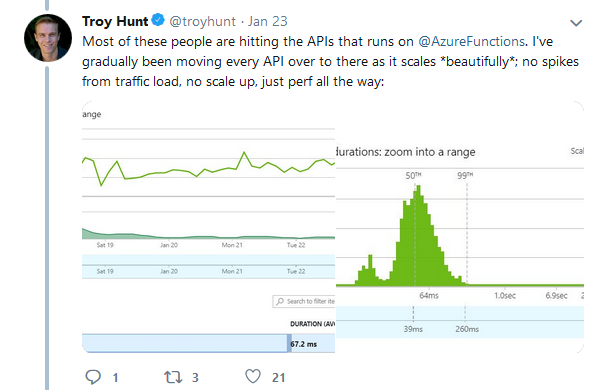 Troy Hunt @troyhunt · Jan 23
Most of these people are hitting the APIs that runs on @AzureFunctions. I've
gradually been moving every API over to there as it scales *beautifully*; no spikes
from traffic load, no scale up, just perf all the way:
ange
Sat 19 Jan 20 Mon 21 Tue 22
Sat 19 Jan 20 Mon 21 Tue 22
Search to filter ite
DURATION (AV
67.2 ms
durations: zoom into a range
Scal
50TH 99TH
64ms 1.0sec 6.9sec 2
39ms 260ms
1 3 21